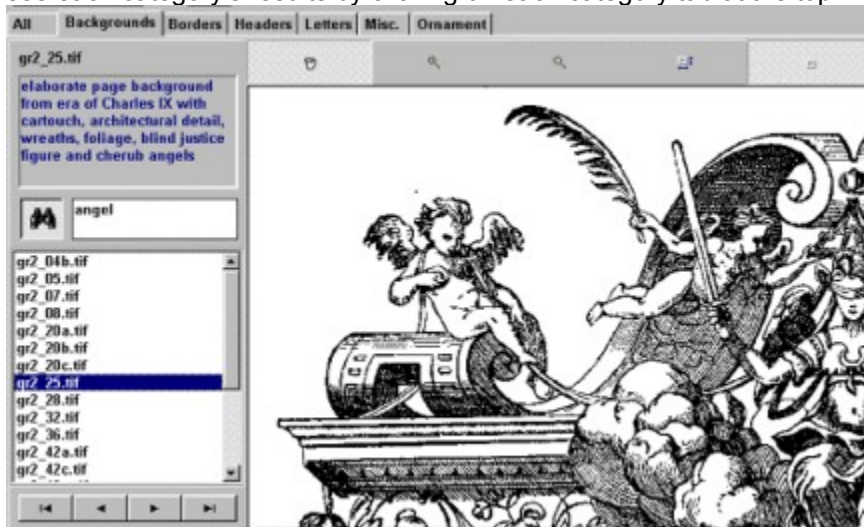 All Backgrounds Borders Headers Letters Misc. Ornament
gr2_25.tif
elaborate page background
from era of Charles IX with
cartouch, architectural detail,
wreaths, foliage, blind justice
figure and cherub angels
angel
gr2_04b.tif
gr2_05.tif
gr2_07.tif
gr2_08.tif
gr2_20a.tif
gr2_20b.tif
gr2_20c.tif
gr2_25.tif
gr2_28.tif
gr2_32.tif
gr2_36.tif
gr2_42a.tif
gr2_42c.tif